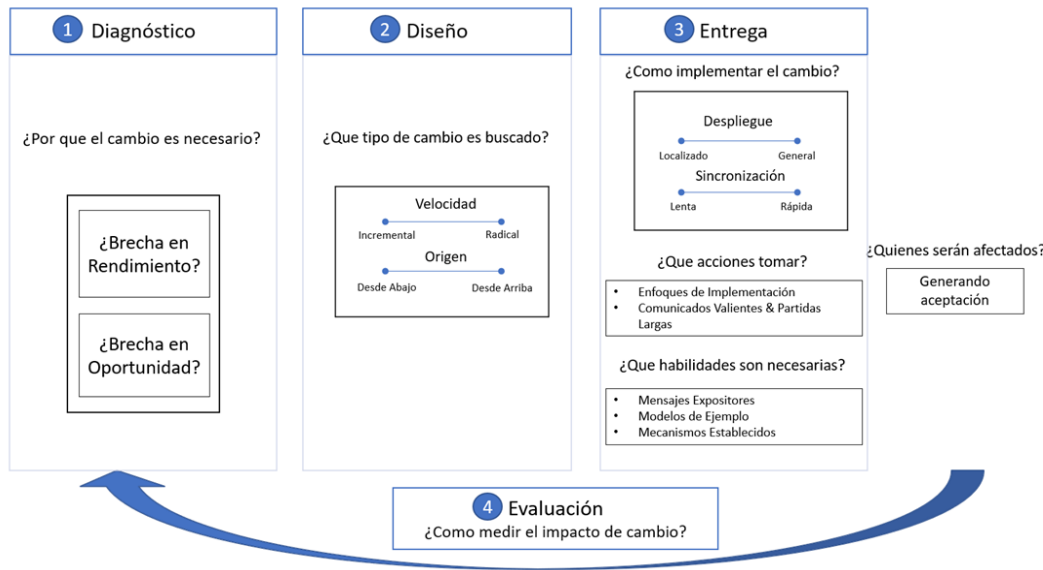 1 Diagnóstico
¿Por que el cambio es necesario?
¿Brecha en
Rendimiento?
¿Brecha en
Oportunidad?
2 Diseño
¿Que tipo de cambio es buscado?
Velocidad
Incremental Radical
Origen
Desde Abajo Desde Arriba
3 Entrega
¿Como implementar el cambio?
Despliegue
Localizado General
Sincronización
Lenta Rápida
¿Que acciones tomar?
• Enfoques de Implementación
• Comunicados Valientes & Partidas
Largas
¿Que habilidades son necesarias?
• Mensajes Expositores
• Modelos de Ejemplo
• Mecanismos Establecidos
¿Quienes serán afectados?
Generando
aceptación
4 Evaluación
¿Como medir el impacto de cambio?